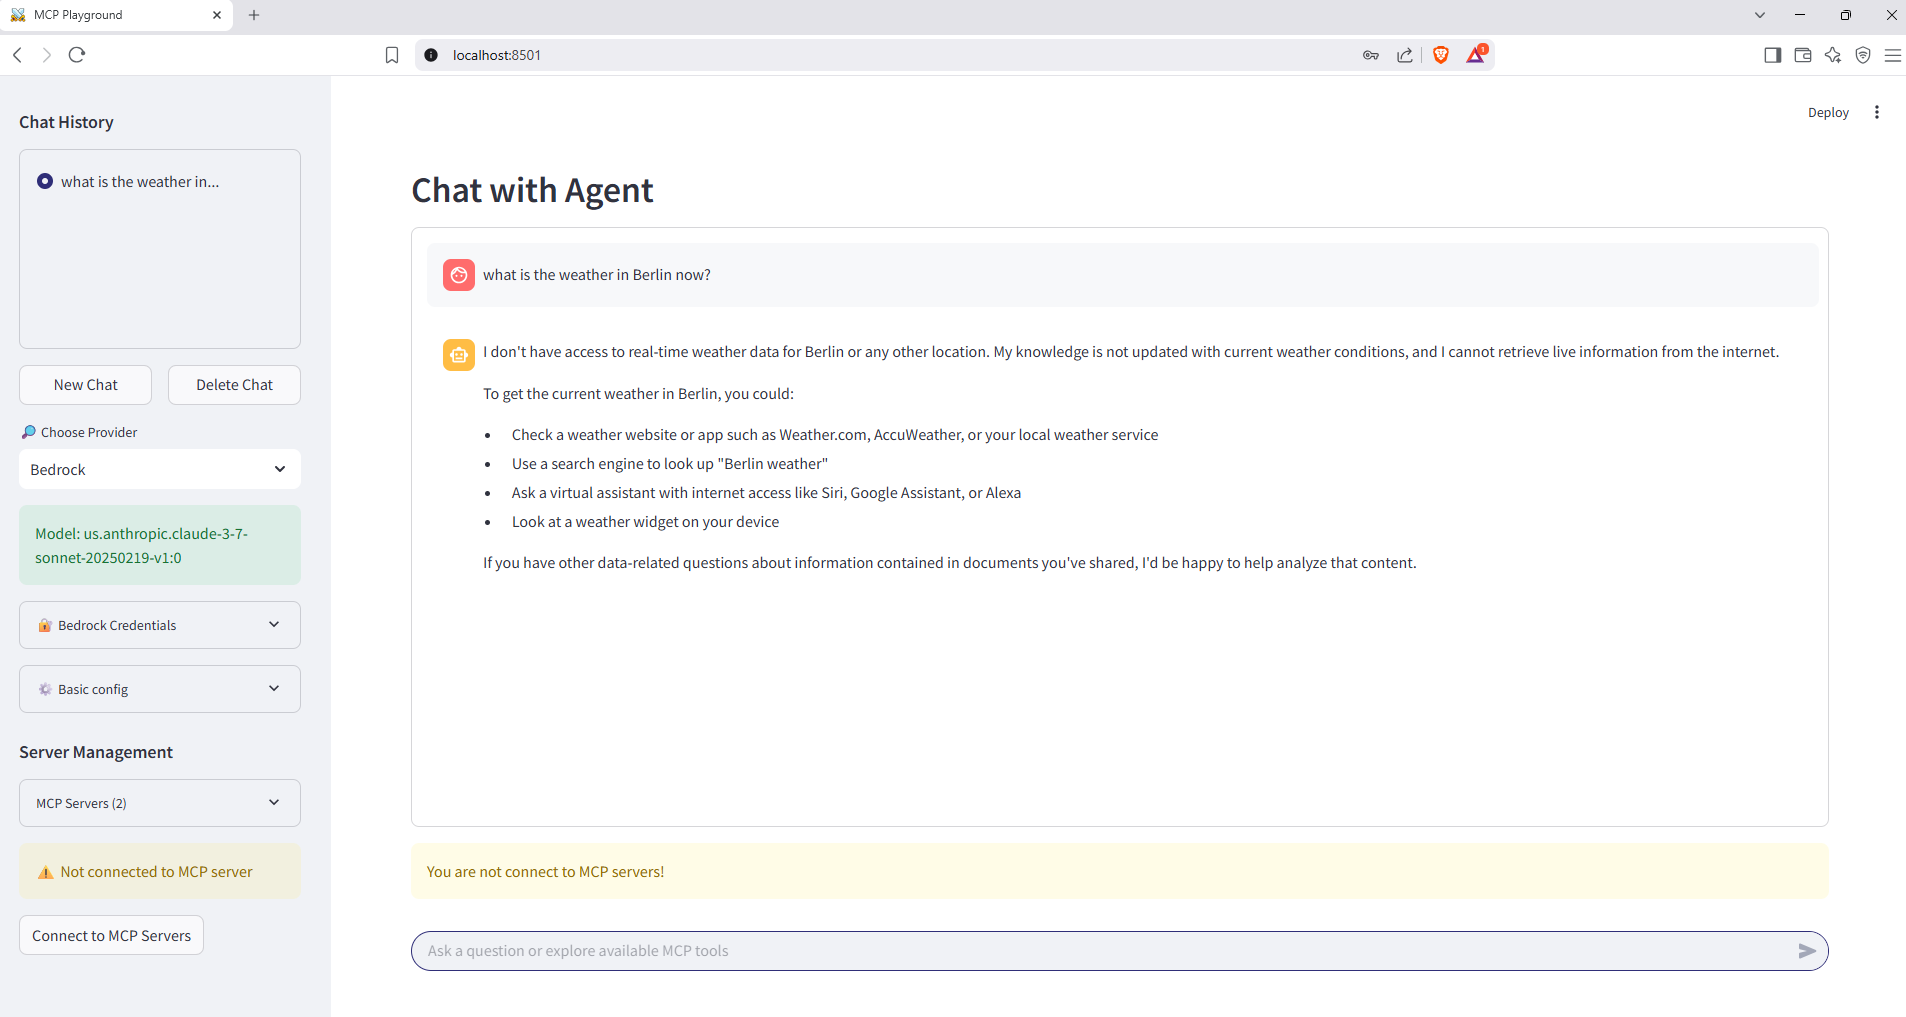 MCP Playground
localhost:8501
1
Deploy
Chat History
what is the weather in...
New Chat
Delete Chat
Choose Provider
Bedrock
Model: us.anthropic.claude-3-7-
sonnet-20250219-v1:0
Bedrock Credentials
Basic config
Server Management
MCP Servers (2)
Not connected to MCP server
Connect to MCP Servers
Chat with Agent
what is the weather in Berlin now?
I don't have access to real-time weather data for Berlin or any other location. My knowledge is not updated with current weather conditions, and I cannot retrieve live information from the internet.
To get the current weather in Berlin, you could:
• Check a weather website or app such as Weather.com, AccuWeather, or your local weather service
• Use a search engine to look up "Berlin weather"
• Ask a virtual assistant with internet access like Siri, Google Assistant, or Alexa
• Look at a weather widget on your device
If you have other data-related questions about information contained in documents you've shared, I'd be happy to help analyze that content.
You are not connect to MCP servers!
Ask a question or explore available MCP tools